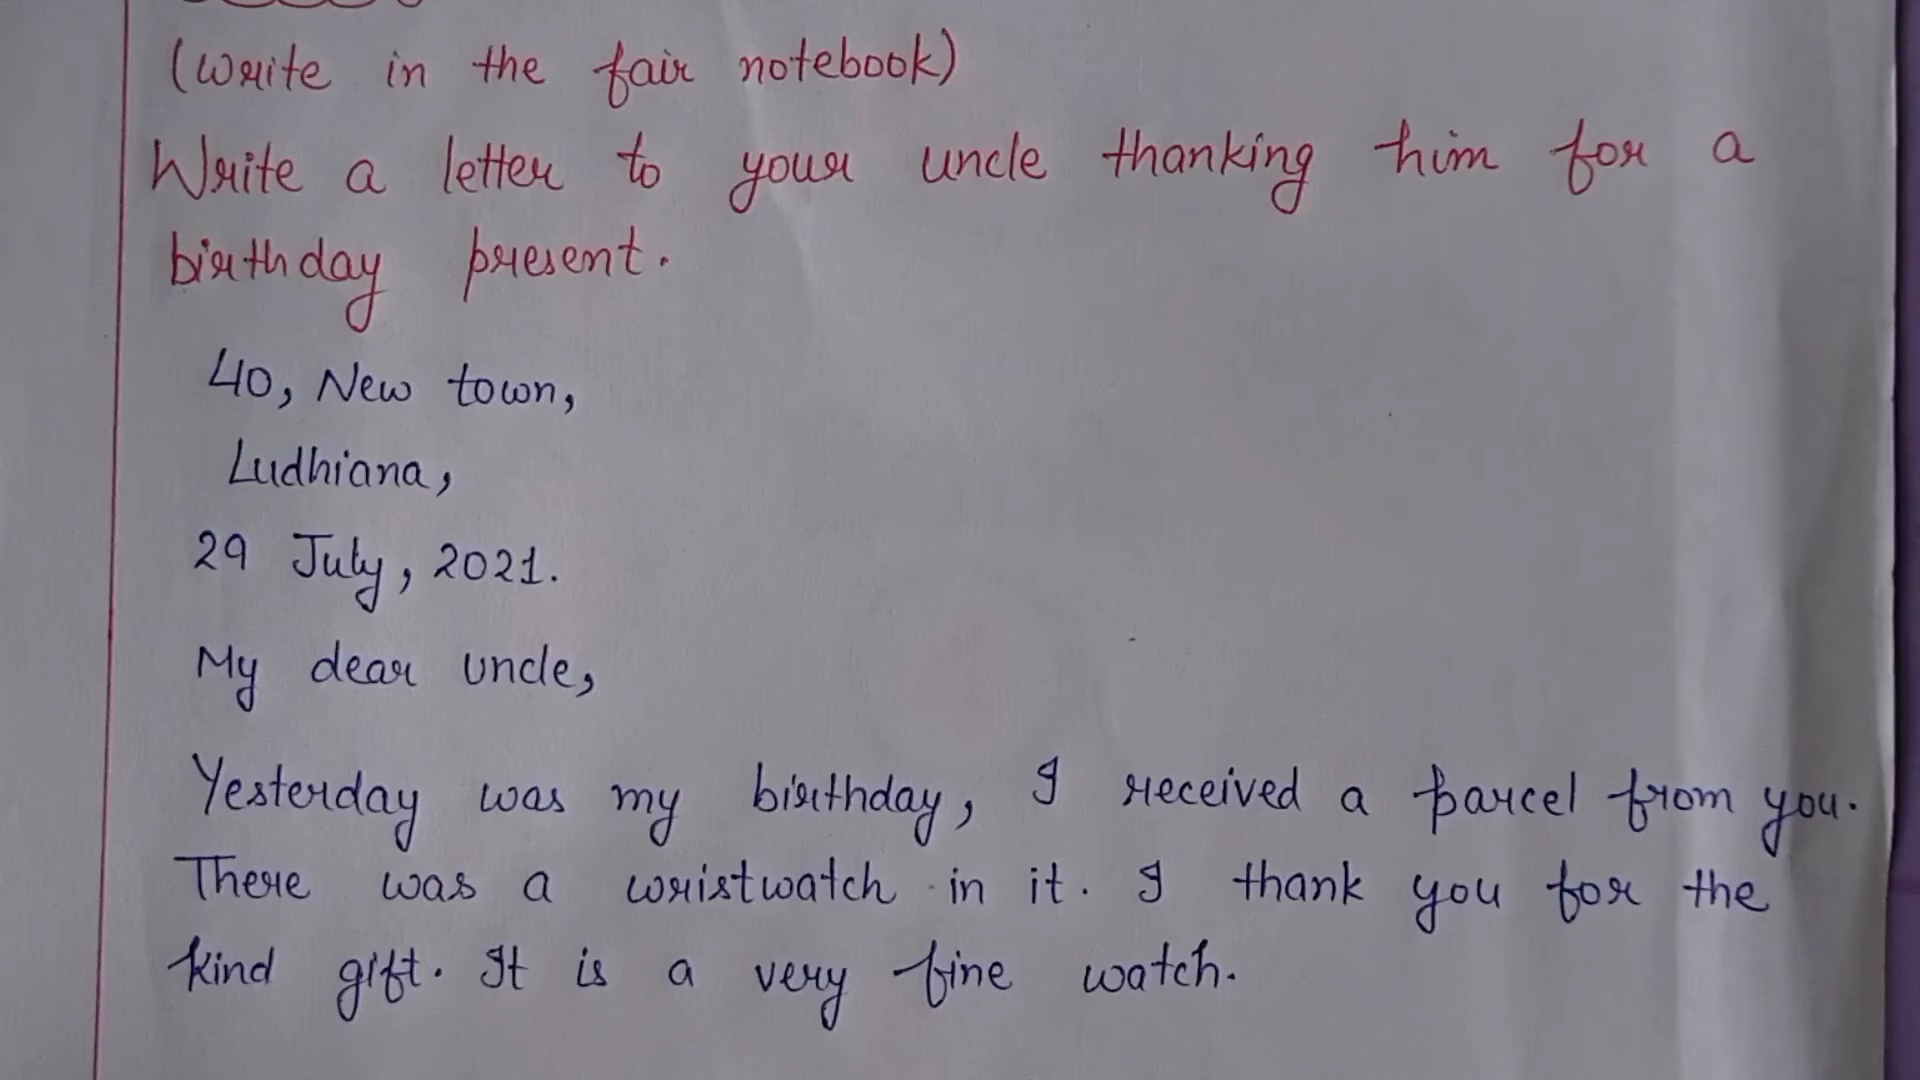 (Write in the fair notebook)
Write a letter to your uncle thanking him for a
birthday present.
40, New town,
Ludhiana,
29 July, 2021.
My dear uncle,
Yesterday was my birthday, I received a parcel from you.
There was a wristwatch in it. I thank you for the
kind gift. It is a very fine watch.